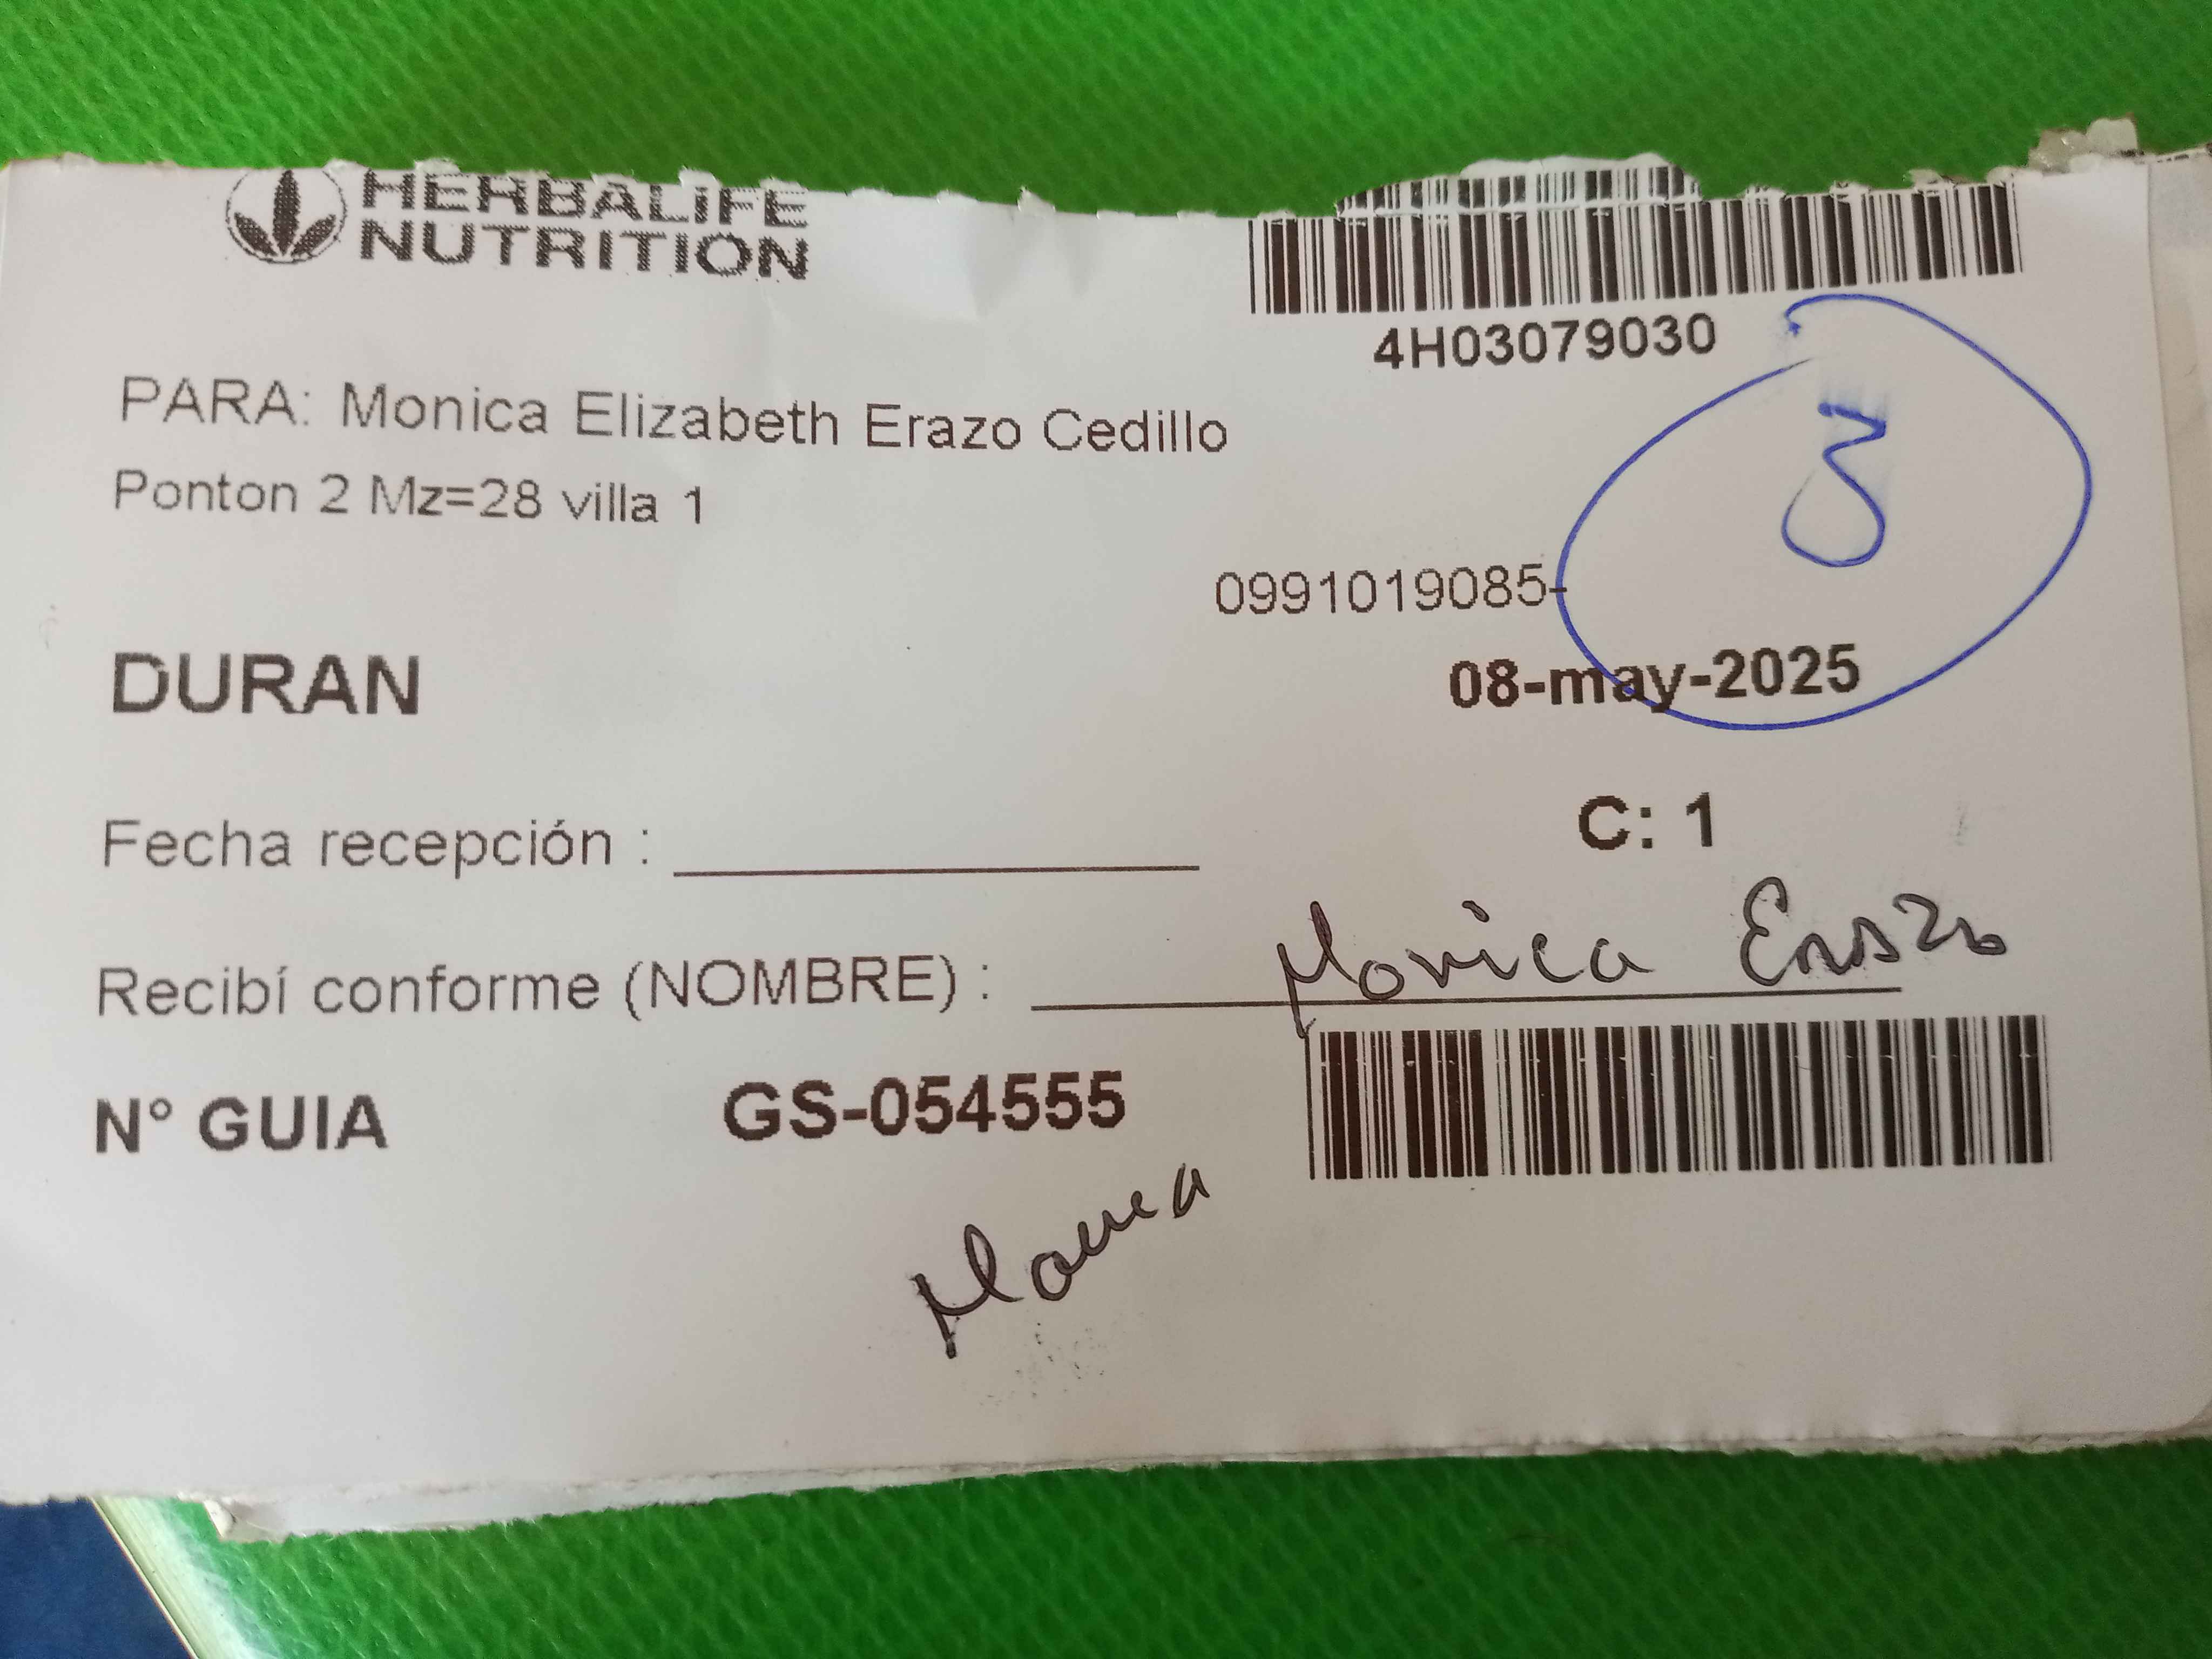 HERBALIFE
NUTRITION
4H03079030
PARA: Monica Elizabeth Erazo Cedillo
Ponton 2 Mz=28 villa 1
0991019085-
DURAN
08-may-2025
C: 1
Fecha recepción :
Recibí conforme (NOMBRE) : Monica Erazo
N° GUIA GS-054555
Monica